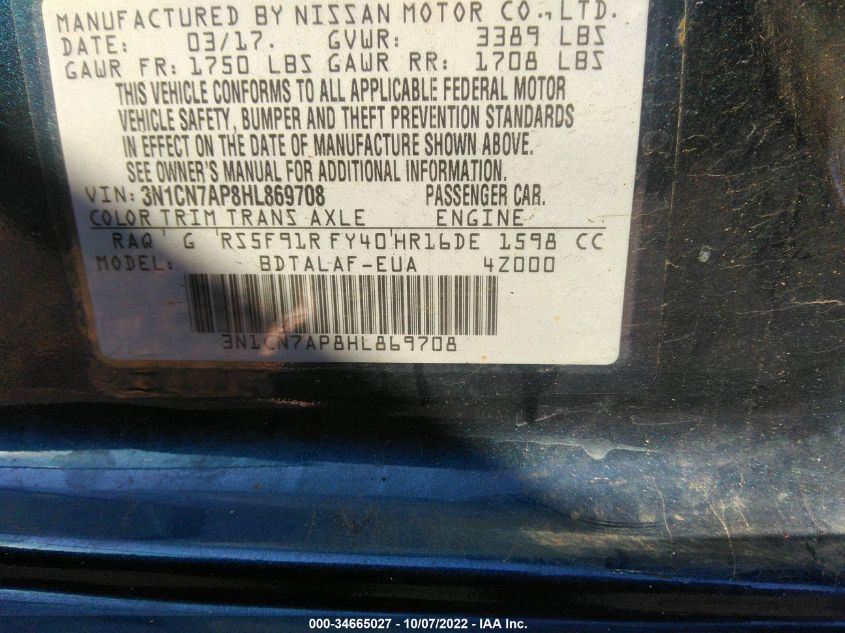 MANUFACTURED BY NISSAN MOTOR CO.,LTD.
DATE: 03/17. GVWR: 3389 LBS
GAWR FR: 1750 LBS GAWR RR: 1708 LBS
THIS VEHICLE CONFORMS TO ALL APPLICABLE FEDERAL MOTOR
VEHICLE SAFETY, BUMPER AND THEFT PREVENTION STANDARDS
IN EFFECT ON THE DATE OF MANUFACTURE SHOWN ABOVE.
SEE OWNER'S MANUAL FOR ADDITIONAL INFORMATION.
VIN: 3N1CN7AP8HL869708 PASSENGER CAR.
COLOR TRIM TRANS AXLE ENGINE
RAQ G RS5F91R FY40 HR16DE 1598 CC
MODEL: BDTALAF-EUA 4Z000
3N1CN7AP8HL869708
000-34665027 - 10/07/2022 - IAA Inc.